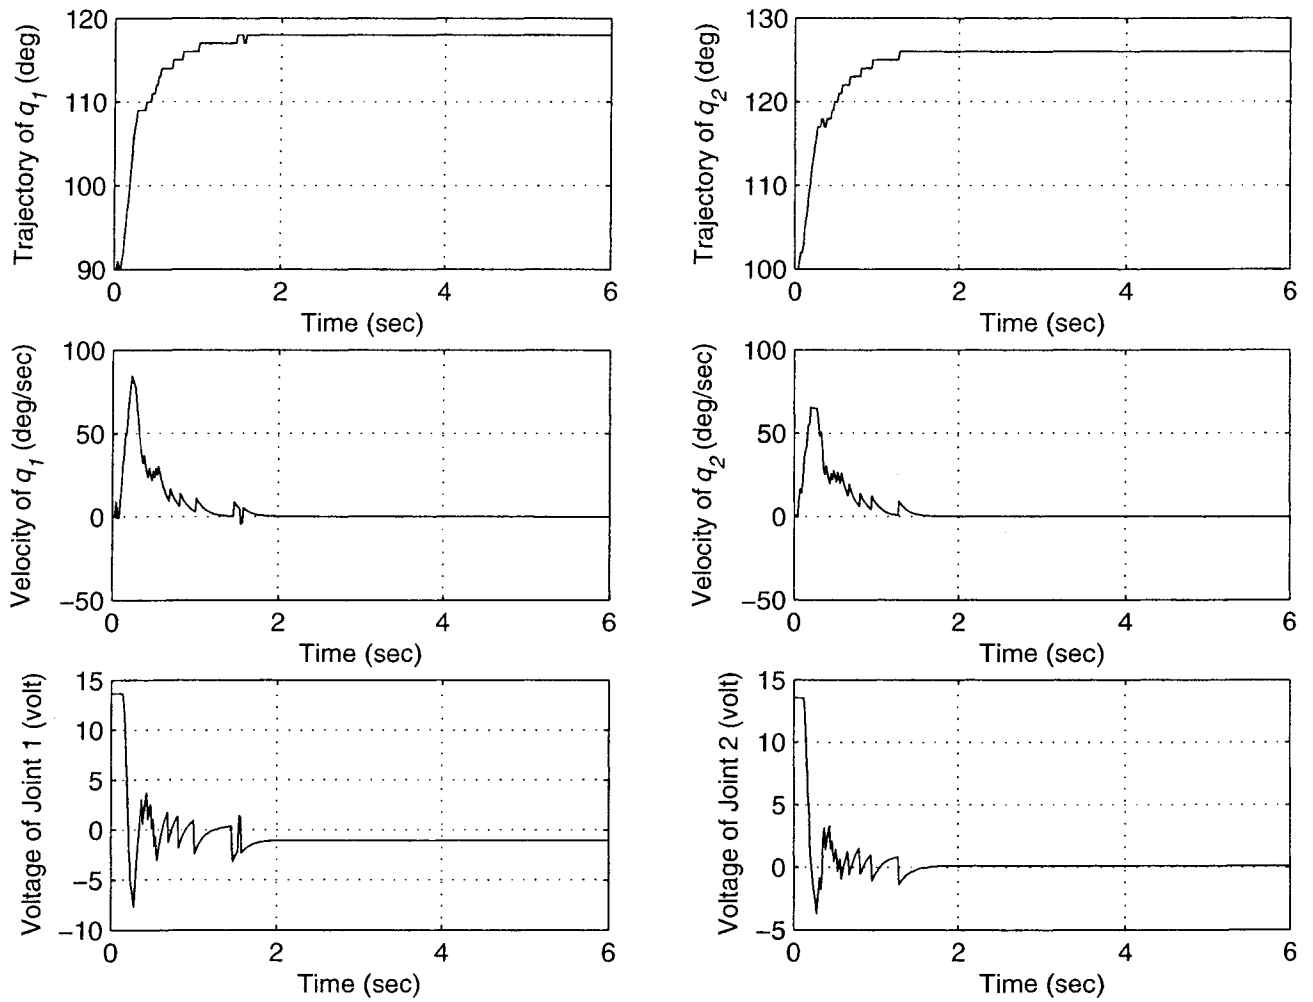 Trajectory of q1 (deg)
120
110
100
90
0 2 4 6
Time (sec)
Trajectory of q2 (deg)
130
120
110
100
0 2 4 6
Time (sec)
Velocity of q1 (deg/sec)
100
50
0
−50
0 2 4 6
Time (sec)
Velocity of q2 (deg/sec)
100
50
0
−50
0 2 4 6
Time (sec)
Voltage of Joint 1 (volt)
15
10
5
0
−5
−10
0 2 4 6
Time (sec)
Voltage of Joint 2 (volt)
15
10
5
0
−5
0 2 4 6
Time (sec)